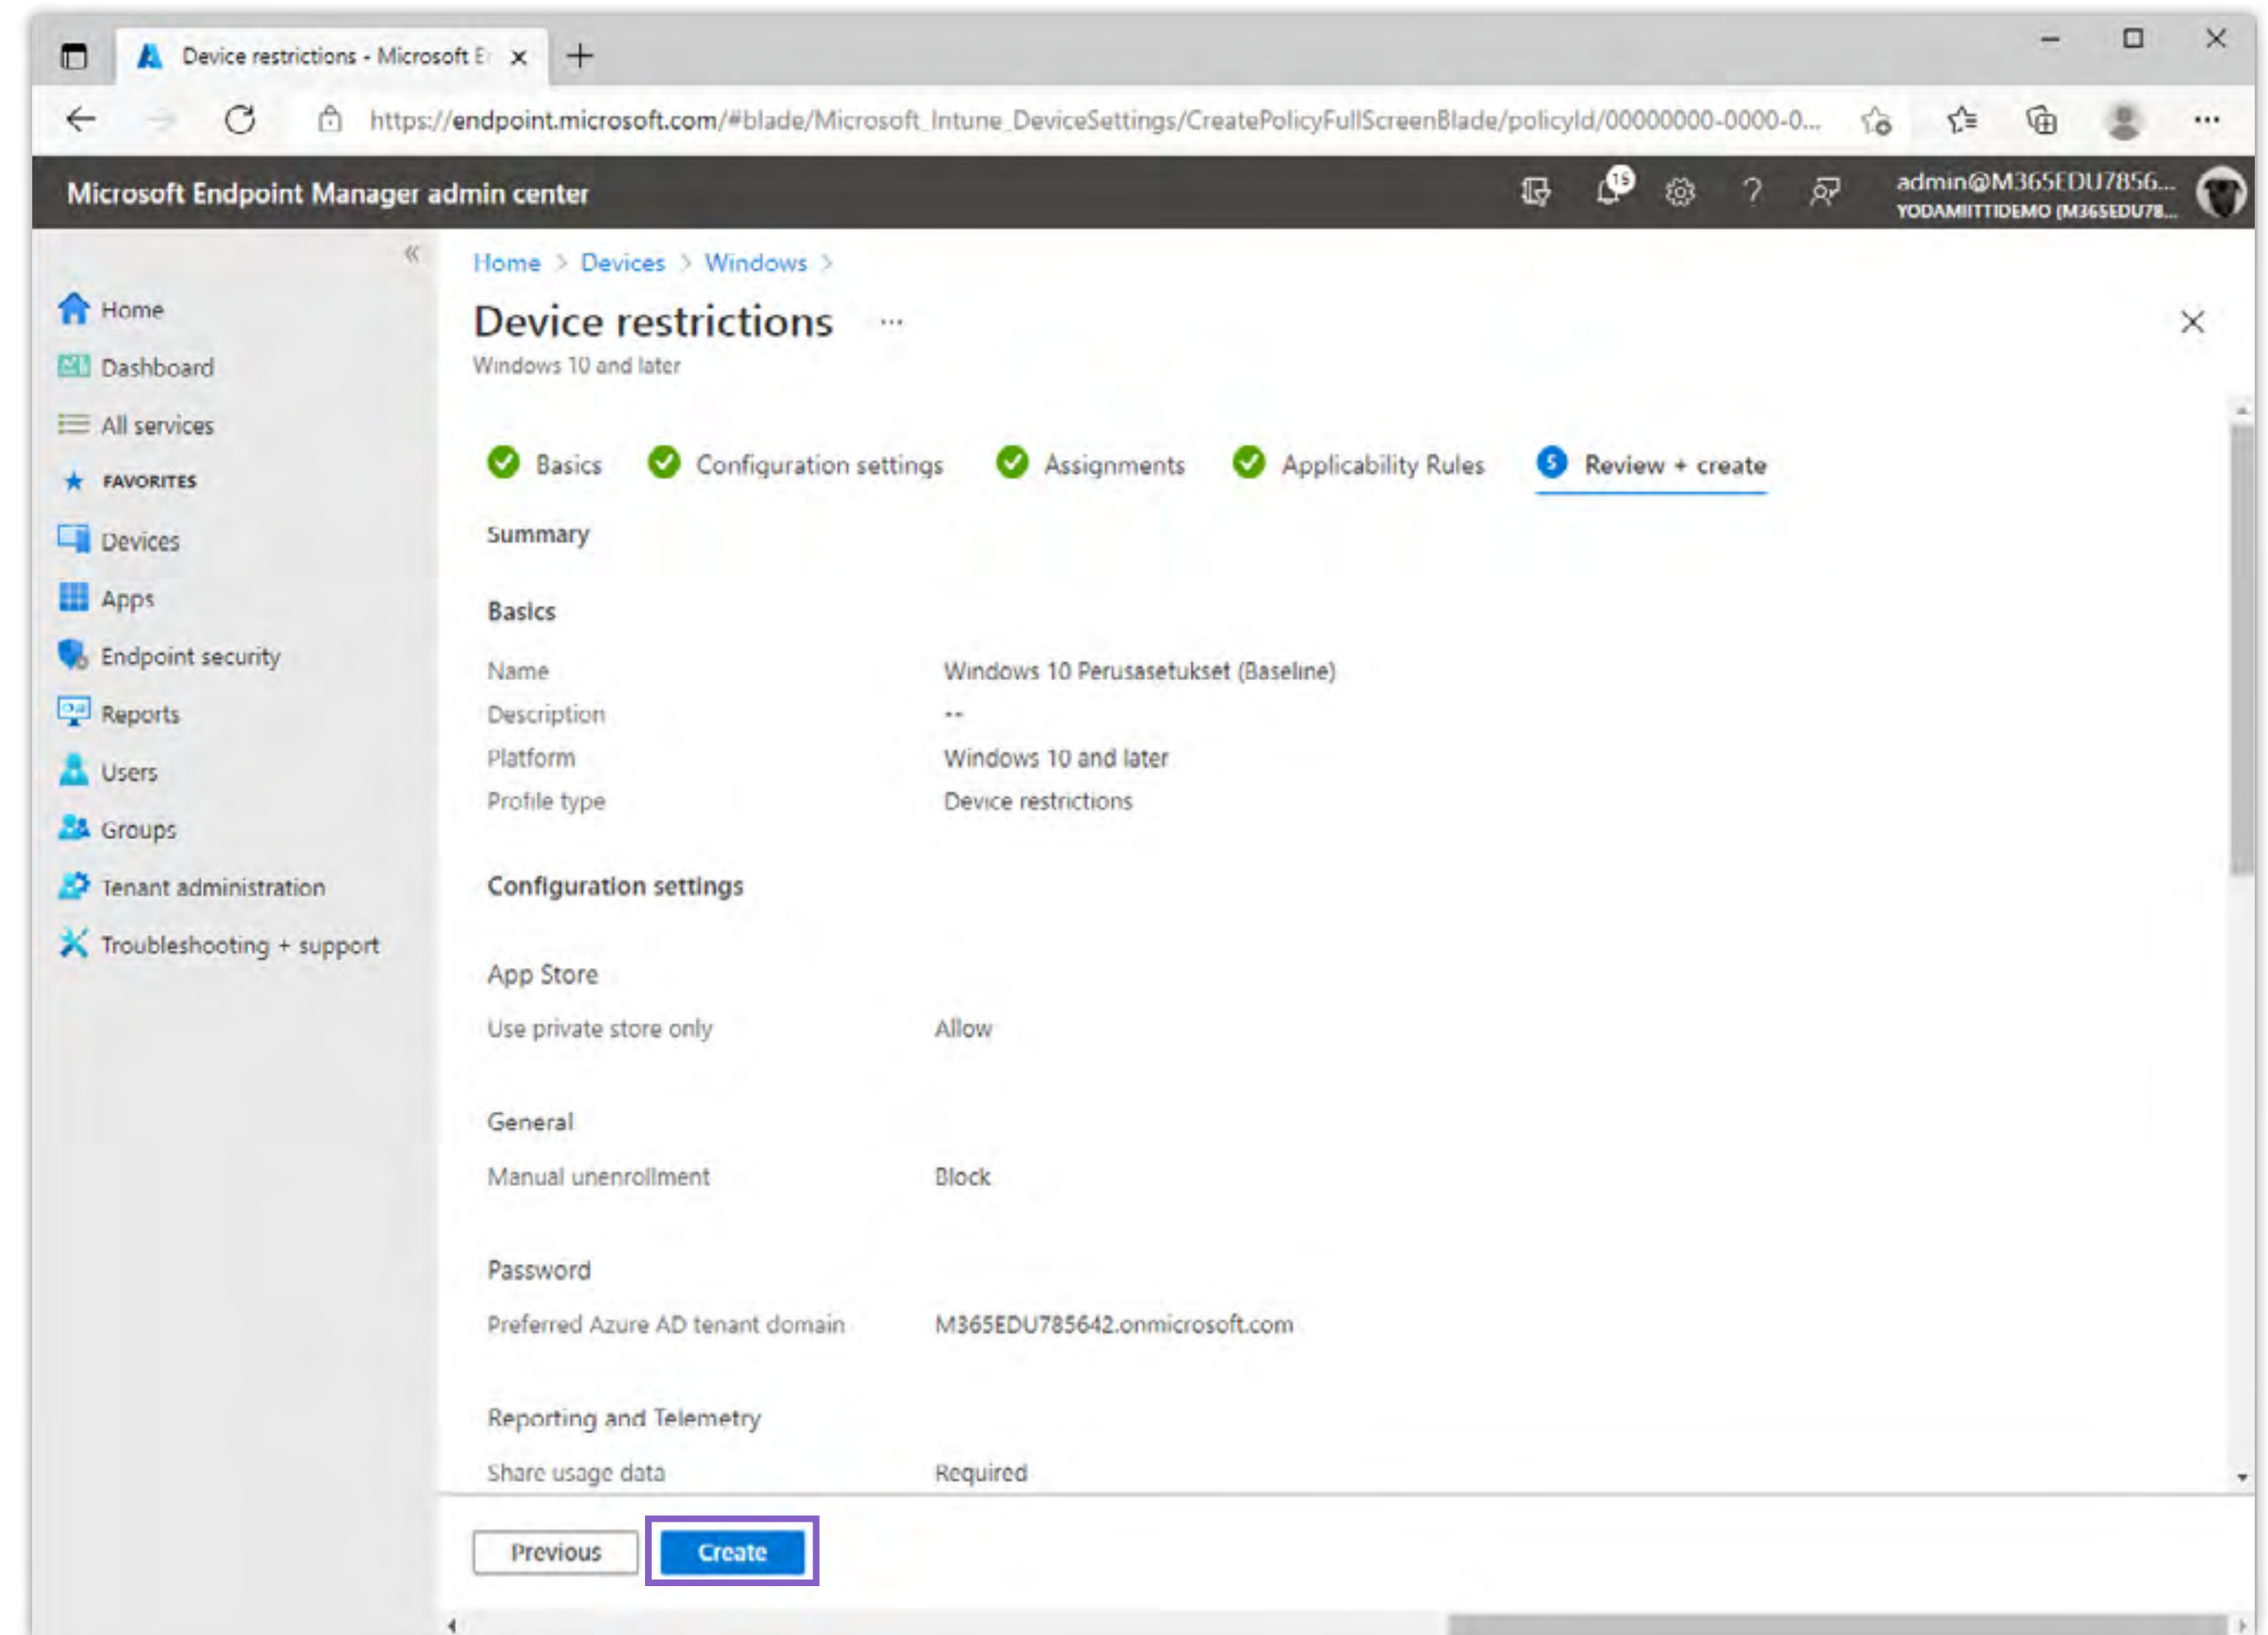 Device restrictions - Microsoft Er
https://endpoint.microsoft.com/#blade/Microsoft_Intune_DeviceSettings/CreatePolicyFullScreenBlade/policyId/00000000-0000-0...
Microsoft Endpoint Manager admin center
15
?
admin@M365EDU7856...
YODAMIITTIDEMO (M365EDU78...
Home > Devices > Windows >
Device restrictions ...
Windows 10 and later
Home
Dashboard
All services
FAVORITES
Devices
Apps
Endpoint security
Reports
Users
Groups
Tenant administration
Troubleshooting + support
Basics Configuration settings Assignments Applicability Rules 5 Review + create
Summary
Basics
Name Windows 10 Perusasetukset (Baseline)
Description --
Platform Windows 10 and later
Profile type Device restrictions
Configuration settings
App Store
Use private store only Allow
General
Manual unenrollment Block
Password
Preferred Azure AD tenant domain M365EDU785642.onmicrosoft.com
Reporting and Telemetry
Share usage data Required
Previous Create